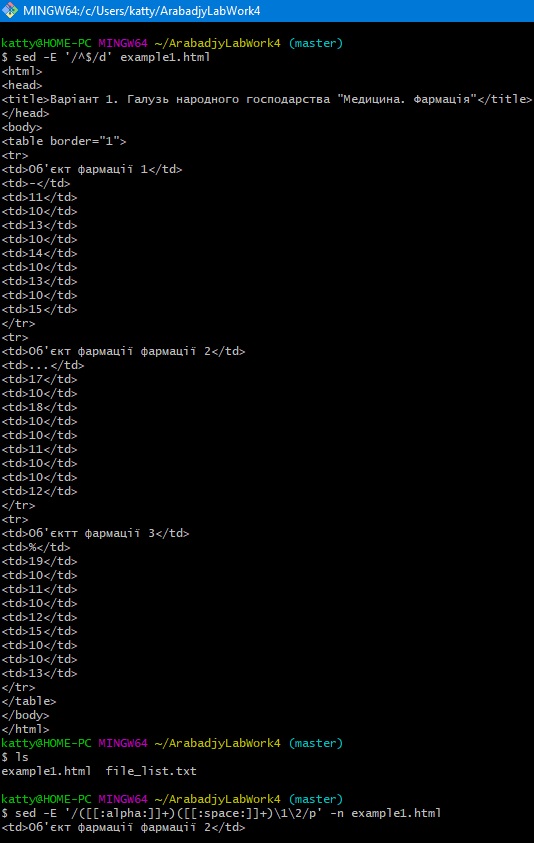 MINGW64:/c/Users/katty/ArabadjyLabWork4
katty@HOME-PC MINGW64 ~/ArabadjyLabWork4 (master)
$ sed -E '/^$/d' example1.html
<html>
<head>
<title>Варіант 1. Галузь народного господарства "Медицина. Фармація"</title>
</head>
<body>
<table border="1">
<tr>
<td>Об'єкт фармації 1</td>
<td>-</td>
<td>11</td>
<td>10</td>
<td>13</td>
<td>10</td>
<td>14</td>
<td>10</td>
<td>13</td>
<td>10</td>
<td>15</td>
</tr>
<tr>
<td>Об'єкт фармації фармації 2</td>
<td>...</td>
<td>17</td>
<td>10</td>
<td>18</td>
<td>10</td>
<td>10</td>
<td>11</td>
<td>10</td>
<td>10</td>
<td>12</td>
</tr>
<tr>
<td>Об'єктт фармації 3</td>
<td>%</td>
<td>19</td>
<td>10</td>
<td>11</td>
<td>10</td>
<td>12</td>
<td>15</td>
<td>10</td>
<td>10</td>
<td>13</td>
</tr>
</table>
</body>
</html>
katty@HOME-PC MINGW64 ~/ArabadjyLabWork4 (master)
$ ls
example1.html  file_list.txt
katty@HOME-PC MINGW64 ~/ArabadjyLabWork4 (master)
$ sed -E '/([[:alpha:]]+)([[:space:]]+)\1\2/p' -n example1.html
<td>Об'єкт фармації фармації 2</td>